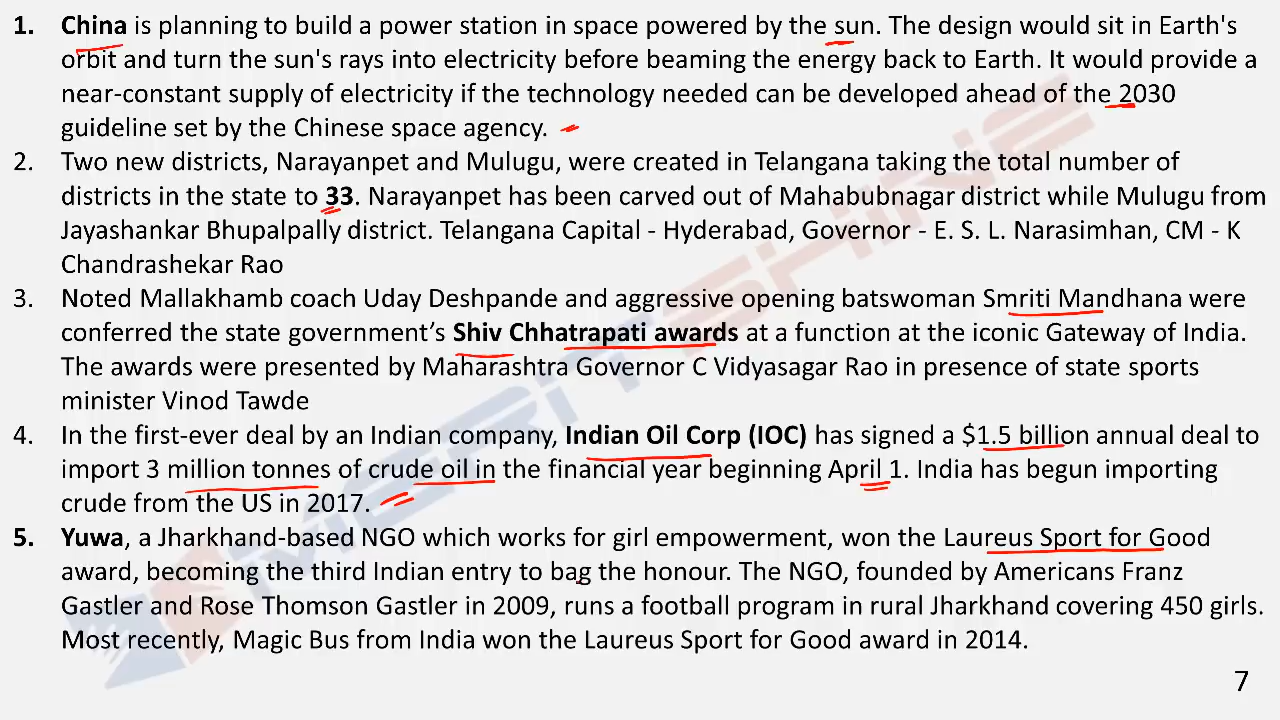 1. China is planning to build a power station in space powered by the sun. The design would sit in Earth's
orbit and turn the sun's rays into electricity before beaming the energy back to Earth. It would provide a
near-constant supply of electricity if the technology needed can be developed ahead of the 2030
guideline set by the Chinese space agency.
2. Two new districts, Narayanpet and Mulugu, were created in Telangana taking the total number of
districts in the state to 33. Narayanpet has been carved out of Mahabubnagar district while Mulugu from
Jayashankar Bhupalpally district. Telangana Capital - Hyderabad, Governor - E. S. L. Narasimhan, CM - K
Chandrashekar Rao
3. Noted Mallakhamb coach Uday Deshpande and aggressive opening batswoman Smriti Mandhana were
conferred the state government’s Shiv Chhatrapati awards at a function at the iconic Gateway of India.
The awards were presented by Maharashtra Governor C Vidyasagar Rao in presence of state sports
minister Vinod Tawde
4. In the first-ever deal by an Indian company, Indian Oil Corp (IOC) has signed a $1.5 billion annual deal to
import 3 million tonnes of crude oil in the financial year beginning April 1. India has begun importing
crude from the US in 2017.
5. Yuwa, a Jharkhand-based NGO which works for girl empowerment, won the Laureus Sport for Good
award, becoming the third Indian entry to bag the honour. The NGO, founded by Americans Franz
Gastler and Rose Thomson Gastler in 2009, runs a football program in rural Jharkhand covering 450 girls.
Most recently, Magic Bus from India won the Laureus Sport for Good award in 2014.
7
MERITSHINE